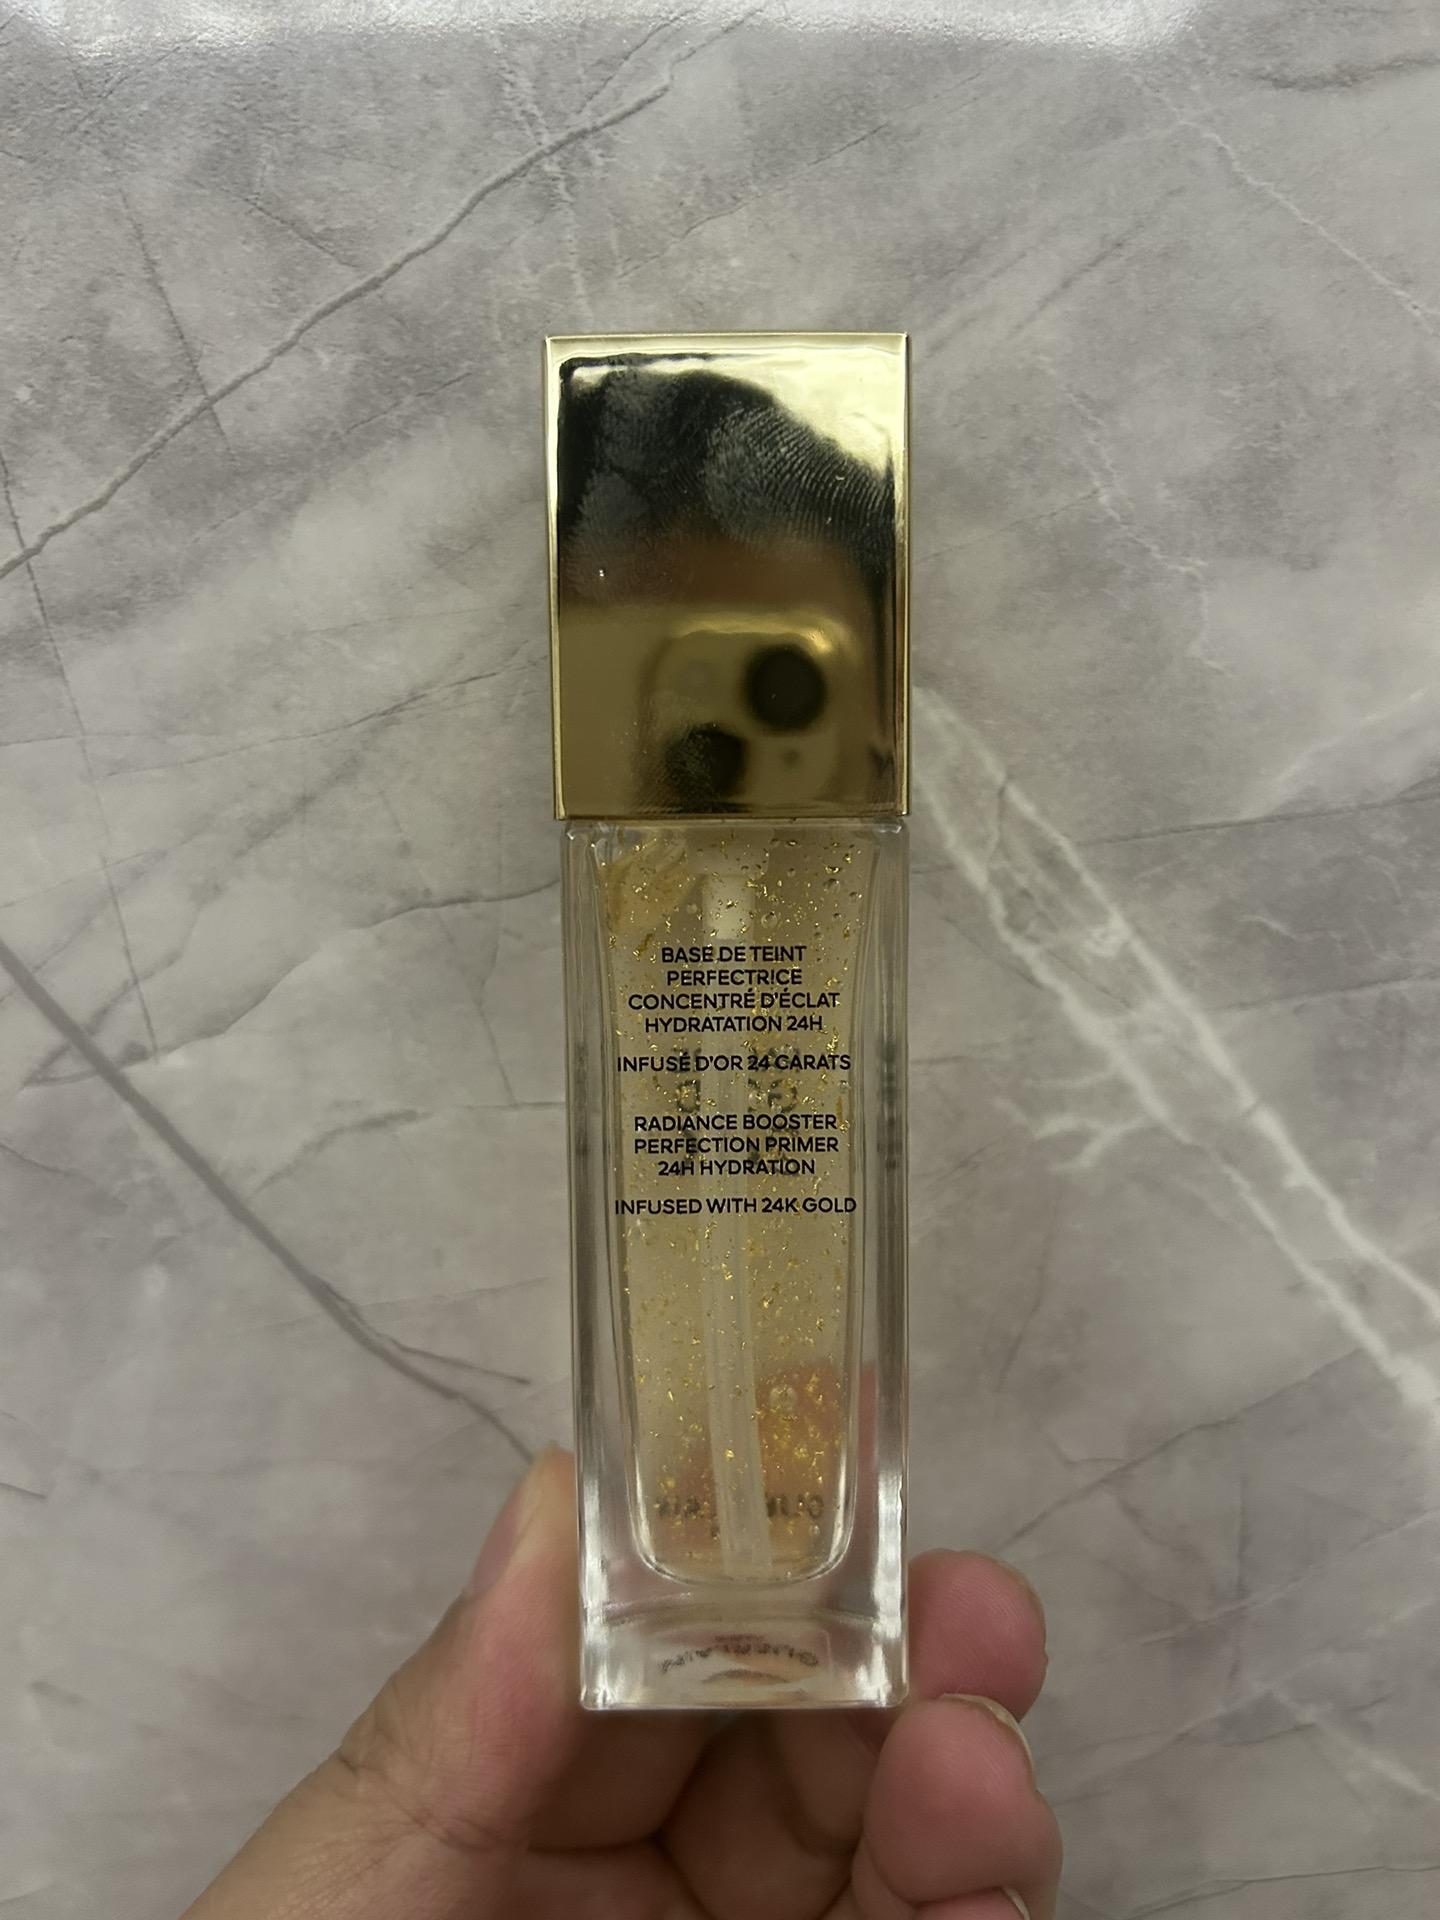 BASE DE TEINT
PERFECTRICE
CONCENTRÉ D'ÉCLAT
HYDRATATION 24H
INFUSÉ D'OR 24 CARATS
RADIANCE BOOSTER
PERFECTION PRIMER
24H HYDRATION
INFUSED WITH 24K GOLD